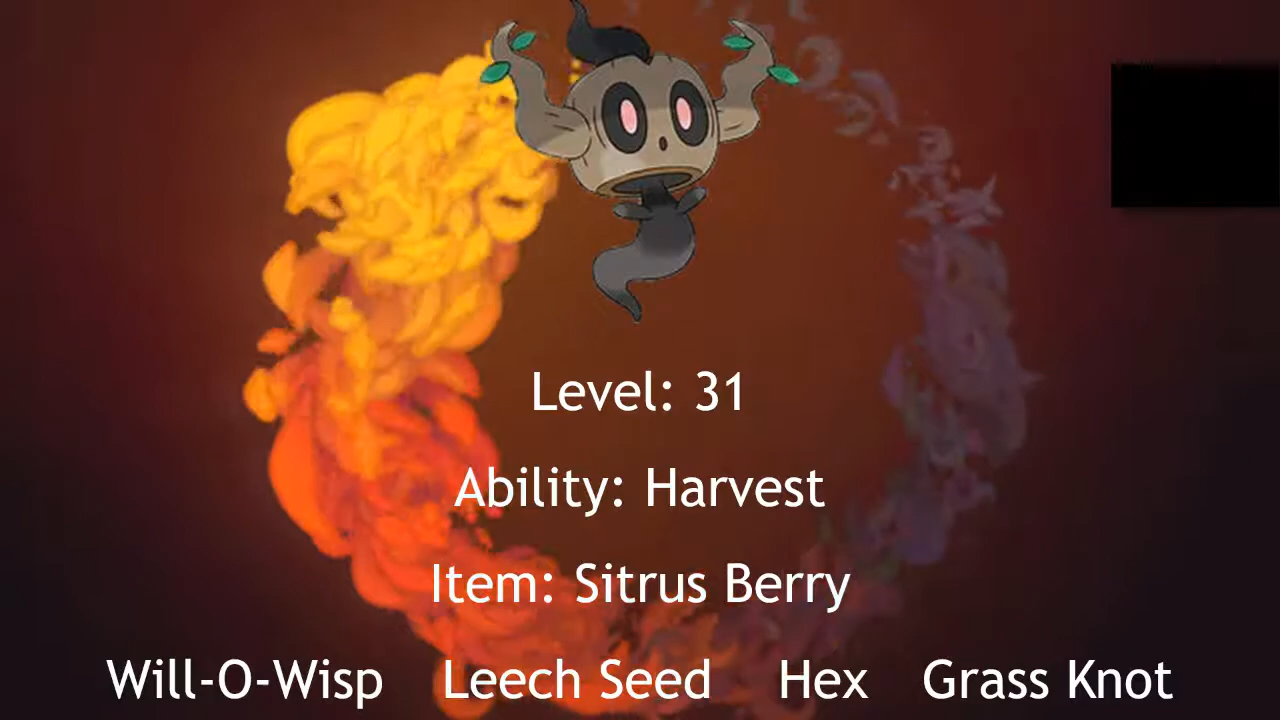 Level: 31
Ability: Harvest
Item: Sitrus Berry
Will-O-Wisp Leech Seed Hex Grass Knot